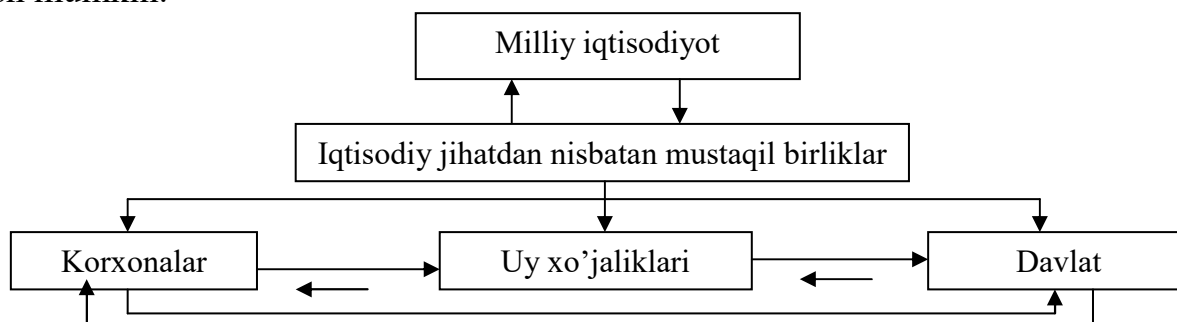 Milliy iqtisodiyot
Iqtisodiy jihatdan nisbatan mustaqil birliklar
Korxonalar
Uy xo’jaliklari
Davlat